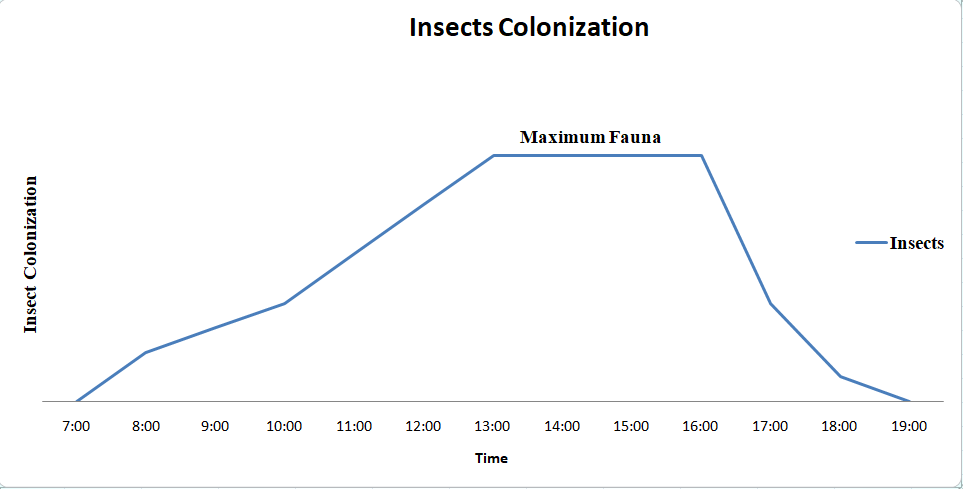 Insects Colonization
Maximum Fauna
Insect Colonization
Insects
7:00 8:00 9:00 10:00 11:00 12:00 13:00 14:00 15:00 16:00 17:00 18:00 19:00
Time